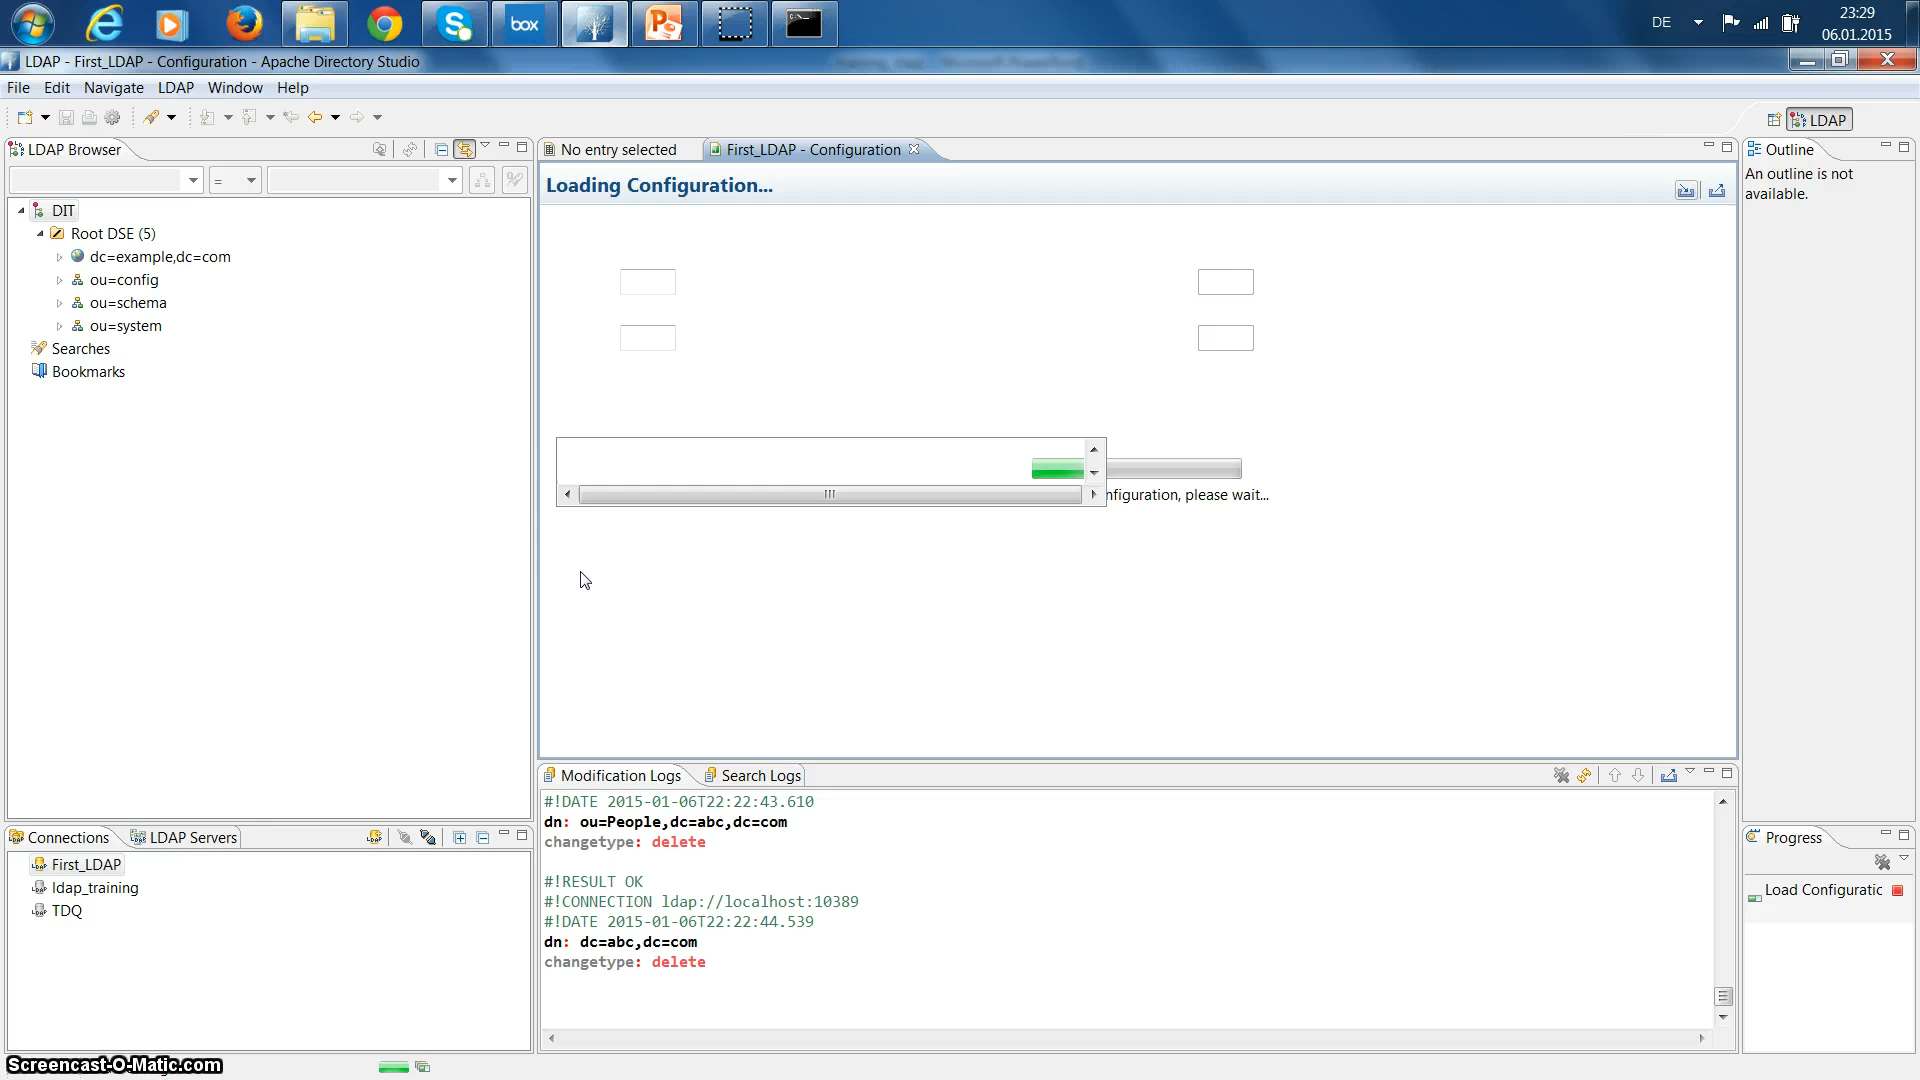 box
DE
23:29
06.01.2015
LDAP - First_LDAP - Configuration - Apache Directory Studio
File Edit Navigate LDAP Window Help
LDAP
LDAP Browser
=
DIT
Root DSE (5)
dc=example,dc=com
ou=config
ou=schema
ou=system
Searches
Bookmarks
No entry selected
First_LDAP - Configuration
Loading Configuration...
nfiguration, please wait...
Outline
An outline is not
available.
Modification Logs
Search Logs
#!DATE 2015-01-06T22:22:43.610
dn: ou=People,dc=abc,dc=com
changetype: delete
#!RESULT OK
#!CONNECTION ldap://localhost:10389
#!DATE 2015-01-06T22:22:44.539
dn: dc=abc,dc=com
changetype: delete
Connections
LDAP Servers
First_LDAP
ldap_training
TDQ
Progress
Load Configuratic
Screencast-O-Matic.com